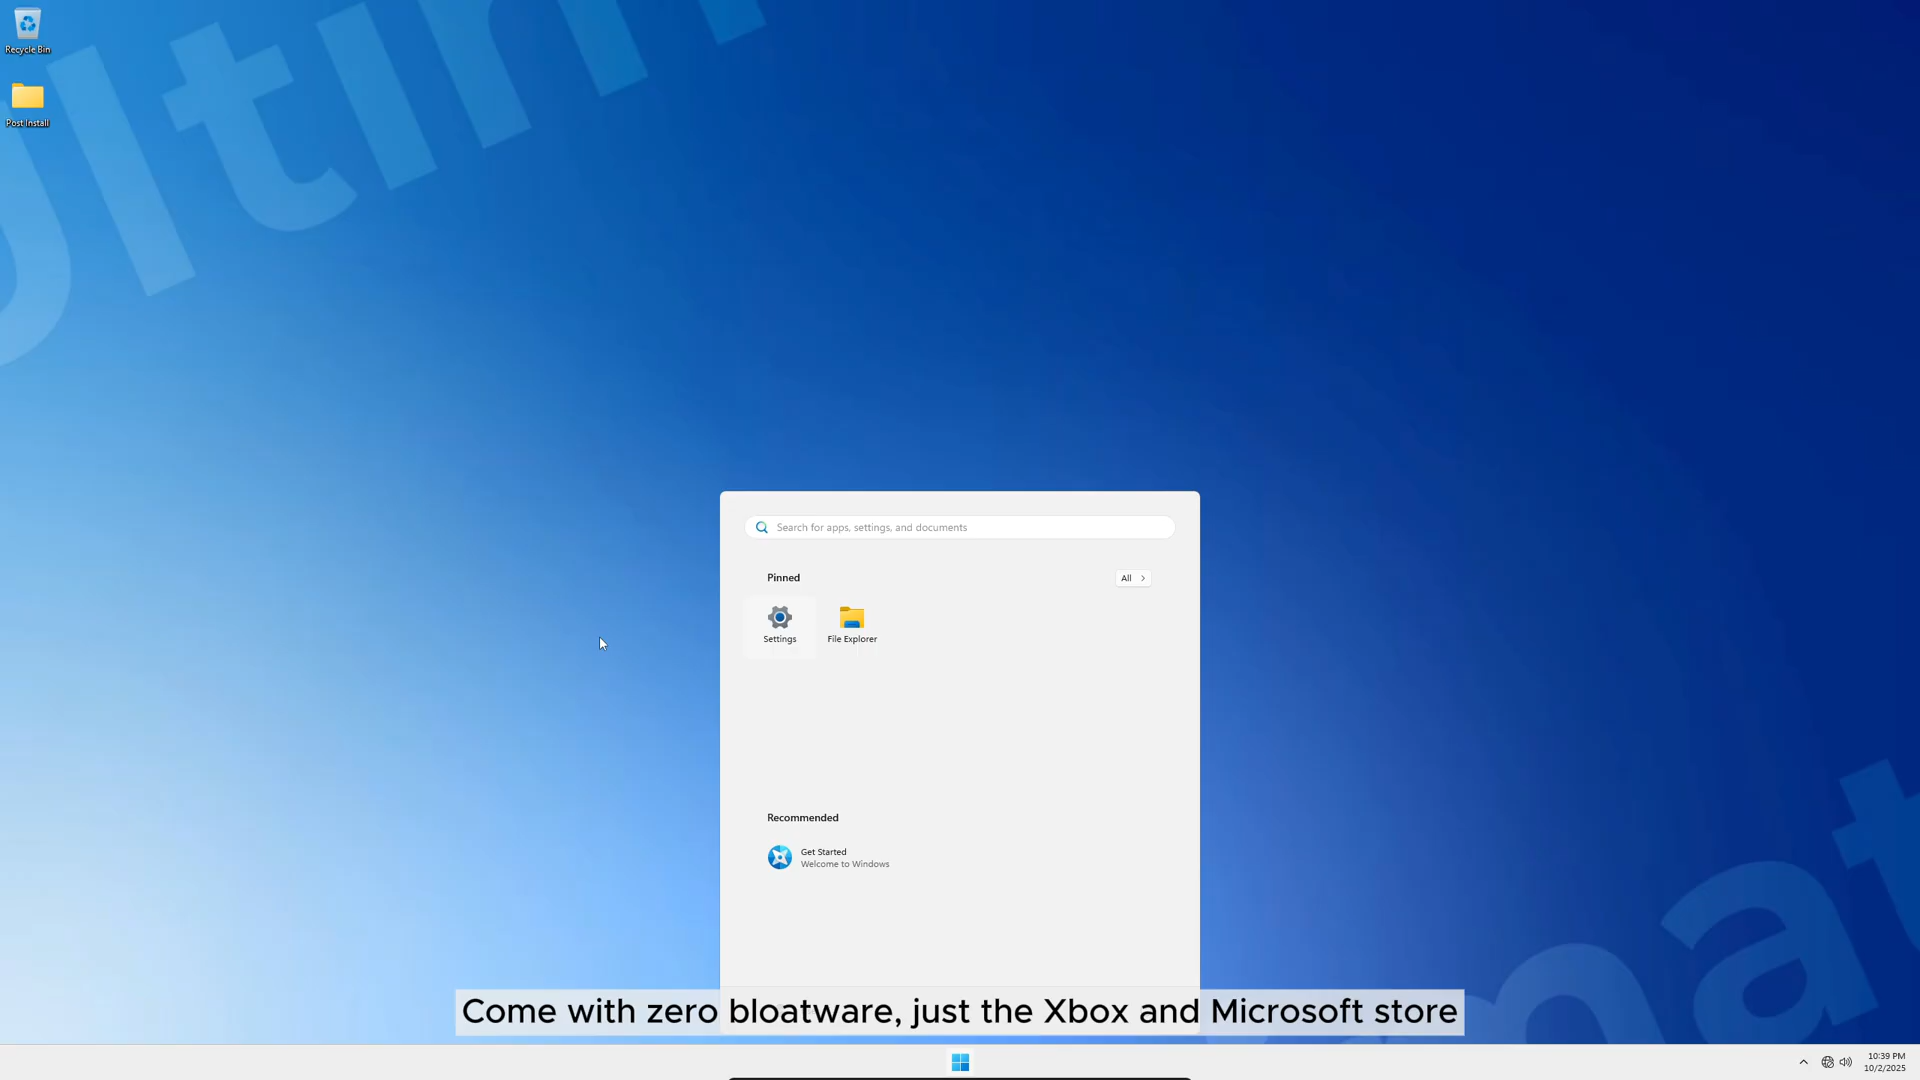 Recycle Bin
Post Install
Search for apps, settings, and documents
Pinned
All
Settings
File Explorer
Recommended
Get Started
Welcome to Windows
Come with zero bloatware, just the Xbox and Microsoft store
10:39 PM
10/2/2025